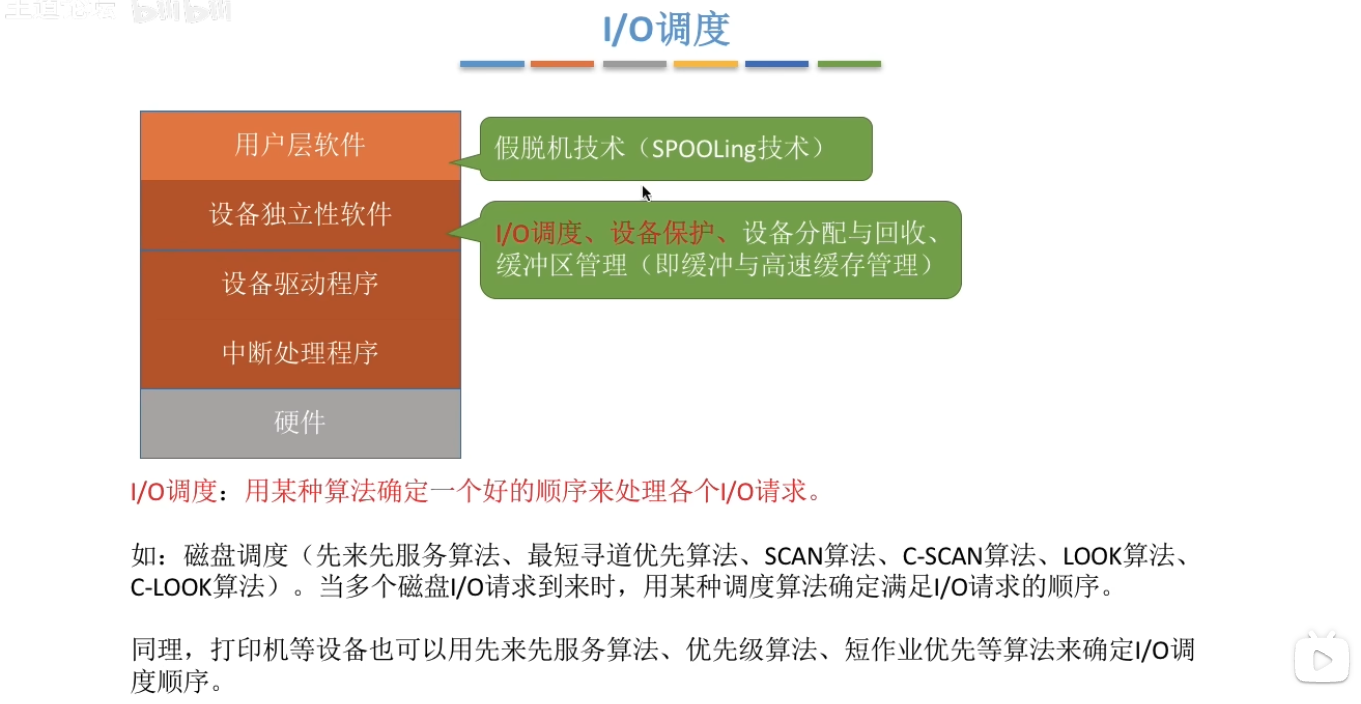 I/O调度
用户层软件
假脱机技术（SPOOLing技术）
设备独立性软件
I/O调度、设备保护、设备分配与回收、
缓冲区管理（即缓冲与高速缓存管理）
设备驱动程序
中断处理程序
硬件
I/O调度：用某种算法确定一个好的顺序来处理各个I/O请求。
如：磁盘调度（先来先服务算法、最短寻道优先算法、SCAN算法、C-SCAN算法、LOOK算法、
C-LOOK算法）。当多个磁盘I/O请求到来时，用某种调度算法确定满足I/O请求的顺序。
同理，打印机等设备也可以用先来先服务算法、优先级算法、短作业优先等算法来确定I/O调
度顺序。